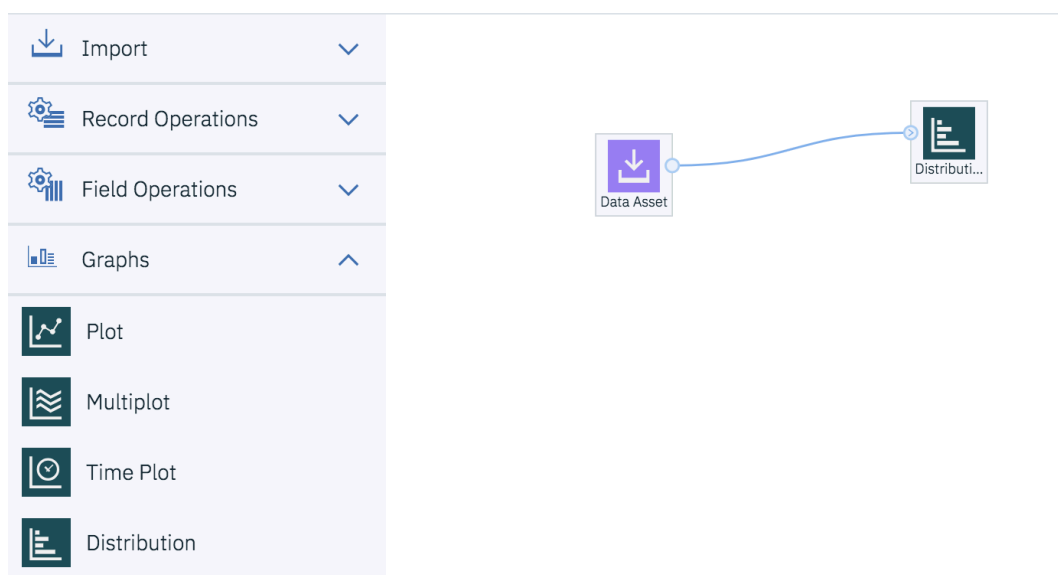 Import
Record Operations
Field Operations
Graphs
Plot
Multiplot
Time Plot
Distribution
Data Asset
Distributi...